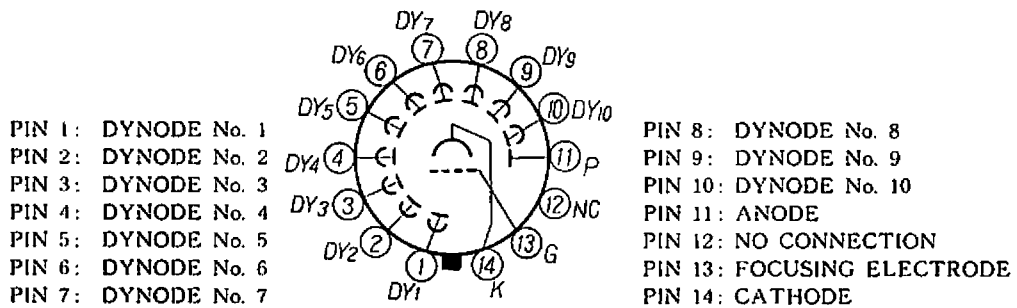 PIN 1: DYNODE No. 1
PIN 2: DYNODE No. 2
PIN 3: DYNODE No. 3
PIN 4: DYNODE No. 4
PIN 5: DYNODE No. 5
PIN 6: DYNODE No. 6
PIN 7: DYNODE No. 7
DY1 1
DY2 2
DY3 3
DY4 4
DY5 5
DY6 6
DY7 7
DY8 8
DY9 9
DY10 10
11 P
12 NC
13 G
14 K
PIN 8: DYNODE No. 8
PIN 9: DYNODE No. 9
PIN 10: DYNODE No. 10
PIN 11: ANODE
PIN 12: NO CONNECTION
PIN 13: FOCUSING ELECTRODE
PIN 14: CATHODE